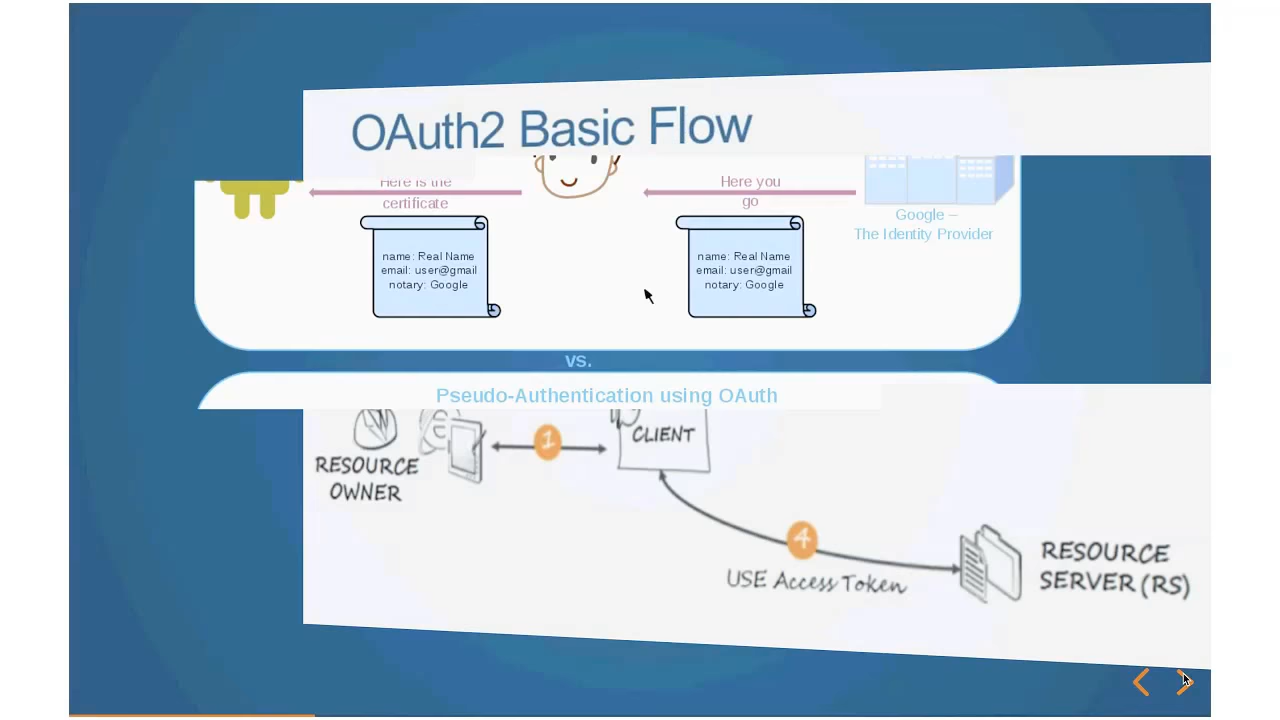 OAuth2 Basic Flow
Here is the
certificate
Here you
go
Google –
The Identity Provider
name: Real Name
email: user@gmail
notary: Google
name: Real Name
email: user@gmail
notary: Google
vs.
Pseudo-Authentication using OAuth
1
CLIENT
RESOURCE
OWNER
4
USE Access Token
RESOURCE
SERVER (RS)